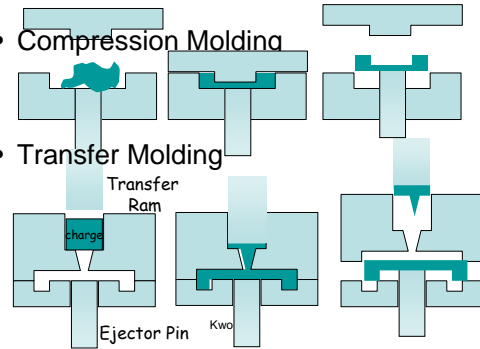 • Compression Molding
• Transfer Molding
Transfer
Ram
charge
Ejector Pin
Kwo